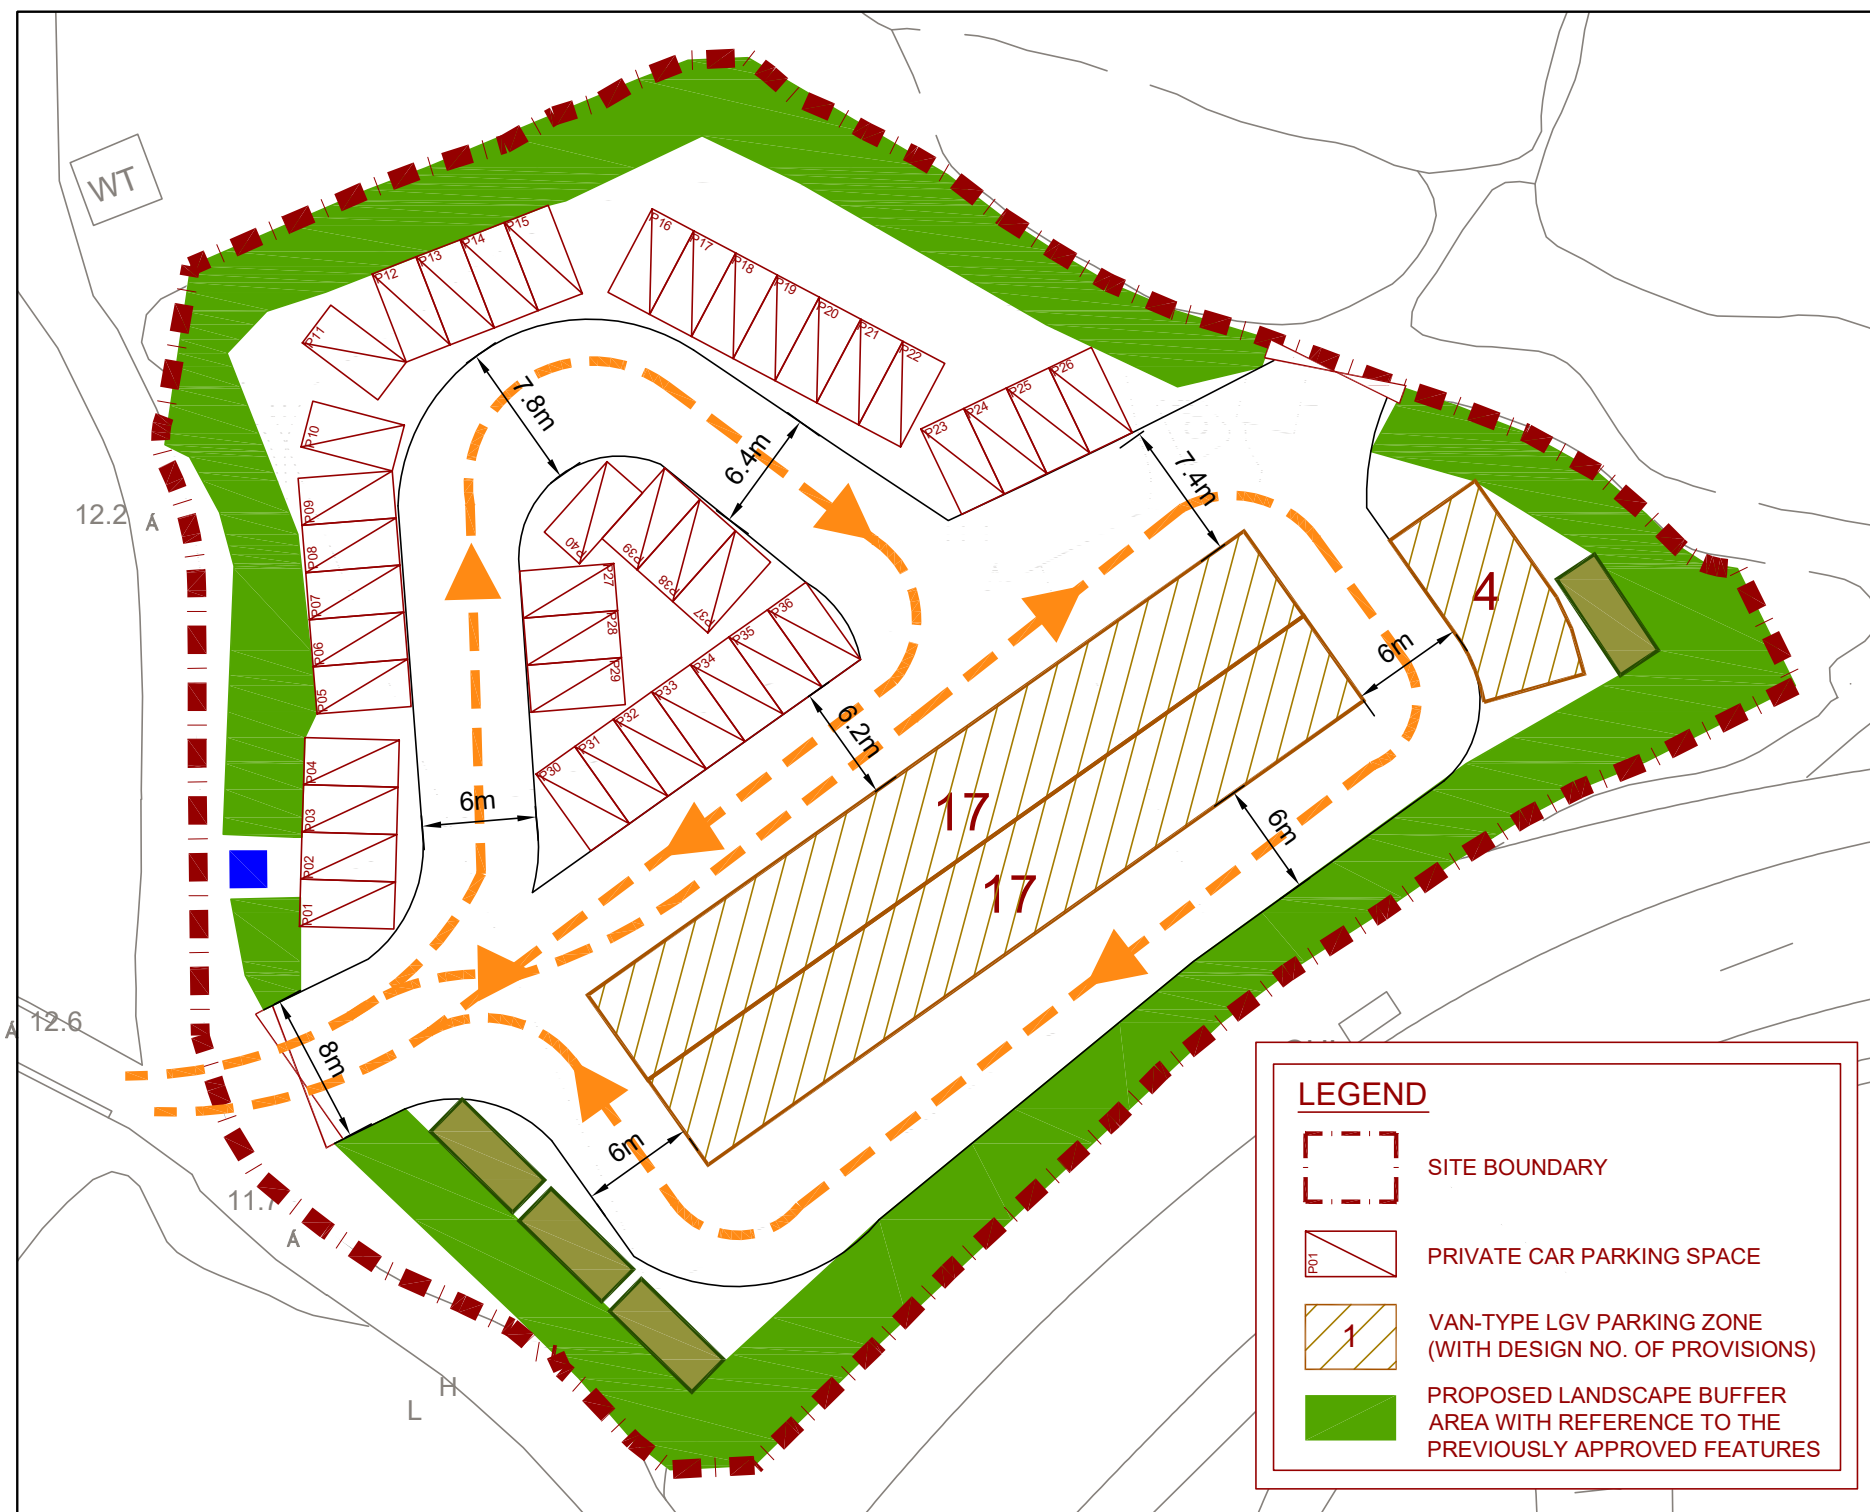 WT
P16
P17
P18
P19
P20
P21
P22
P15
P14
P13
P12
P11
P10
P09
P08
P07
P06
P05
P04
P03
P02
P01
P23
P24
P25
P26
P27
P28
P29
P30
P31
P32
P33
P34
P35
P36
P37
P38
P39
P40
7.8m
6.4m
7.4m
6m
6.2m
6m
6m
6m
8m
4
17
17
12.2
12.6
11.7
H
L
LEGEND
SITE BOUNDARY
P01
PRIVATE CAR PARKING SPACE
1
VAN-TYPE LGV PARKING ZONE
(WITH DESIGN NO. OF PROVISIONS)
PROPOSED LANDSCAPE BUFFER
AREA WITH REFERENCE TO THE
PREVIOUSLY APPROVED FEATURES